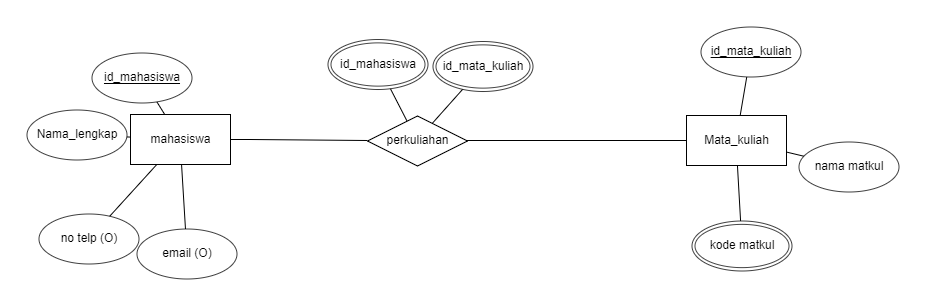 id_mata_kuliah
id_mahasiswa
id_mata_kuliah
id_mahasiswa
Nama_lengkap
mahasiswa
perkuliahan
Mata_kuliah
nama matkul
no telp (O)
email (O)
kode matkul